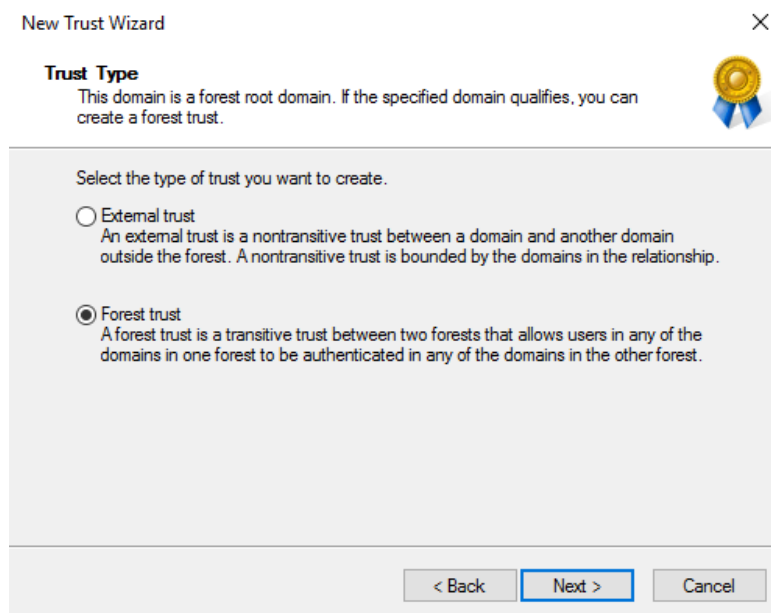 New Trust Wizard
Trust Type
This domain is a forest root domain. If the specified domain qualifies, you can
create a forest trust.
Select the type of trust you want to create.
External trust
An external trust is a nontransitive trust between a domain and another domain
outside the forest. A nontransitive trust is bounded by the domains in the relationship.
Forest trust
A forest trust is a transitive trust between two forests that allows users in any of the
domains in one forest to be authenticated in any of the domains in the other forest.
< Back
Next >
Cancel